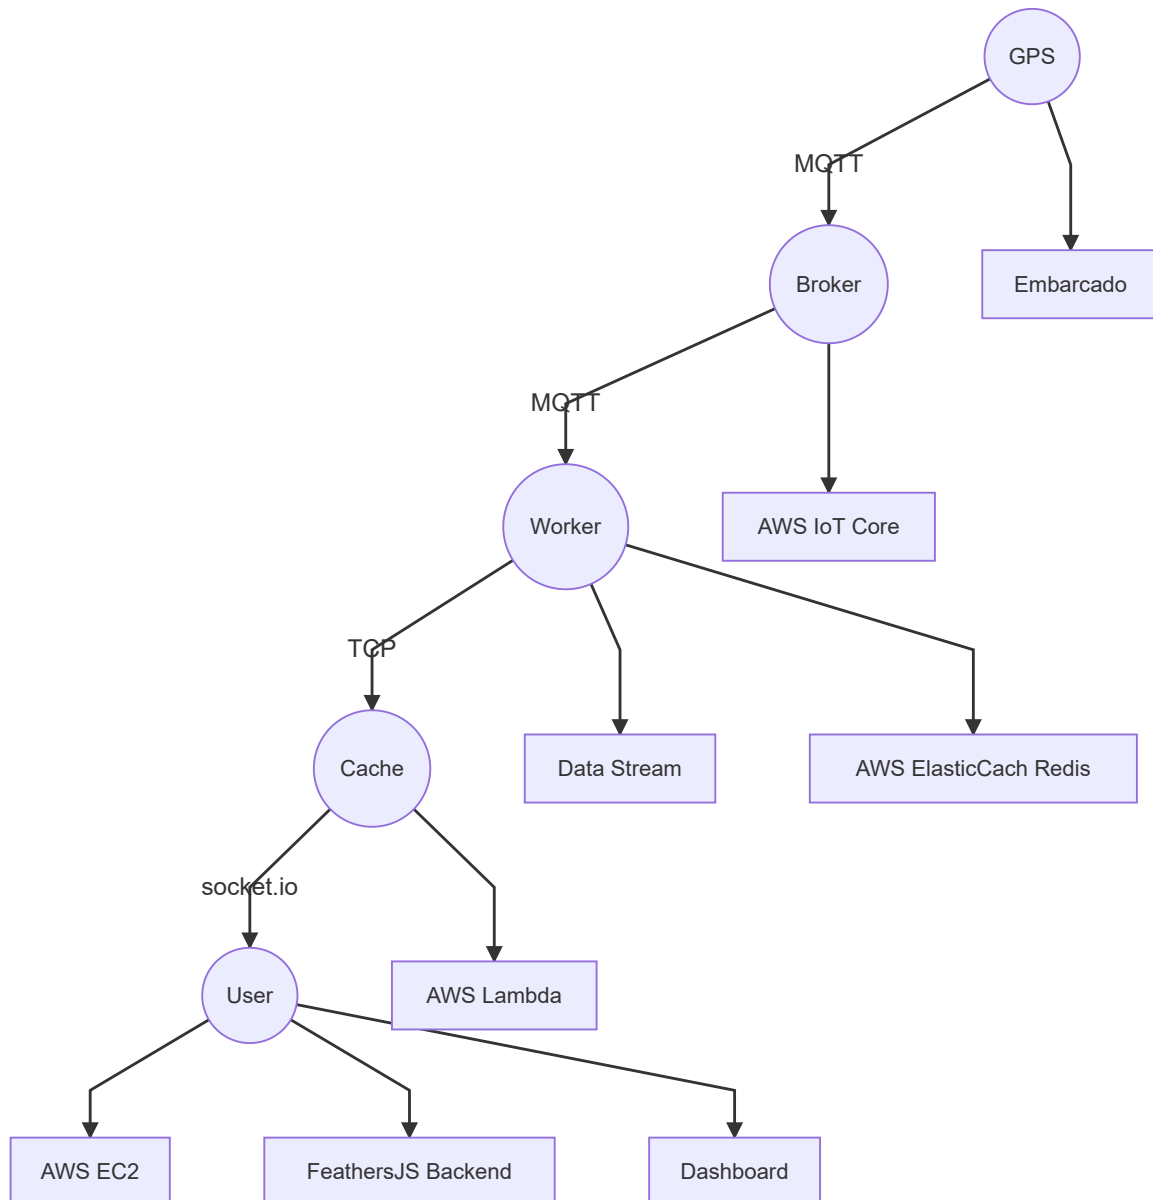 GPS
MQTT
Broker
Embarcado
MQTT
Worker
AWS IoT Core
TCP
Cache
Data Stream
AWS ElasticCach Redis
socket.io
User
AWS Lambda
AWS EC2
FeathersJS Backend
Dashboard